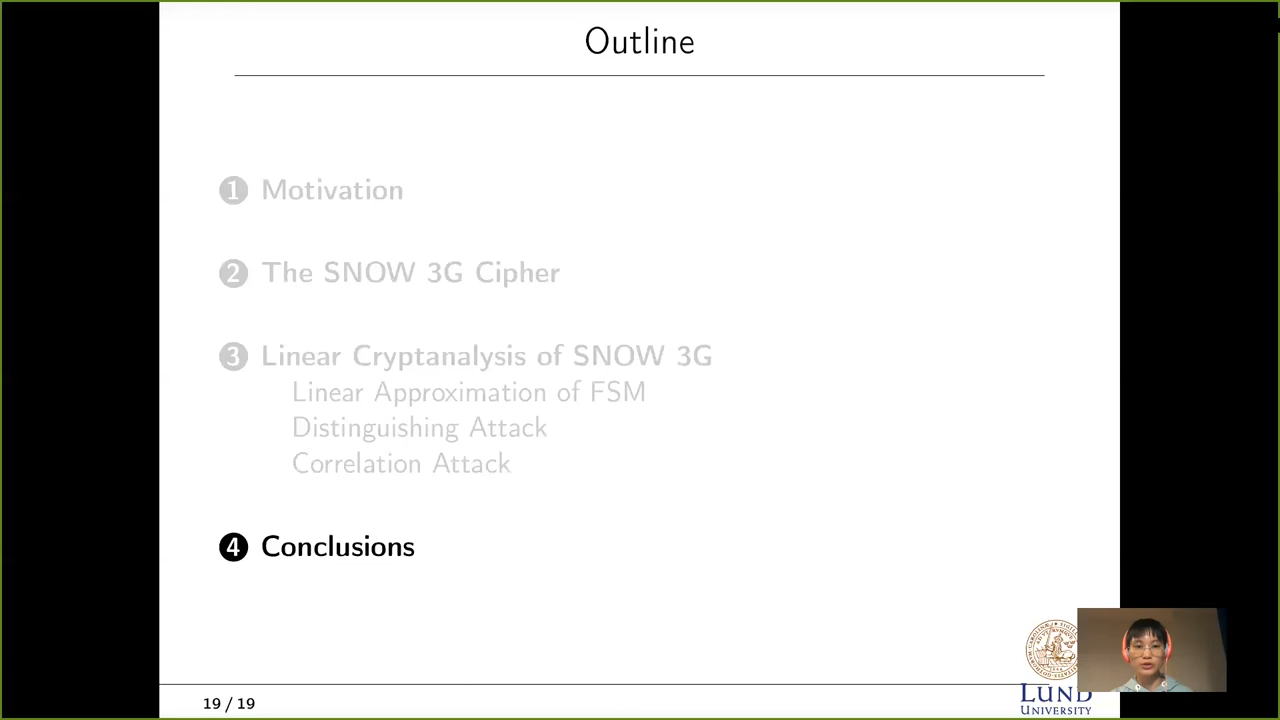 Outline
1 Motivation
2 The SNOW 3G Cipher
3 Linear Cryptanalysis of SNOW 3G
Linear Approximation of FSM
Distinguishing Attack
Correlation Attack
4 Conclusions
19 / 19
LUND
UNIVERSITY